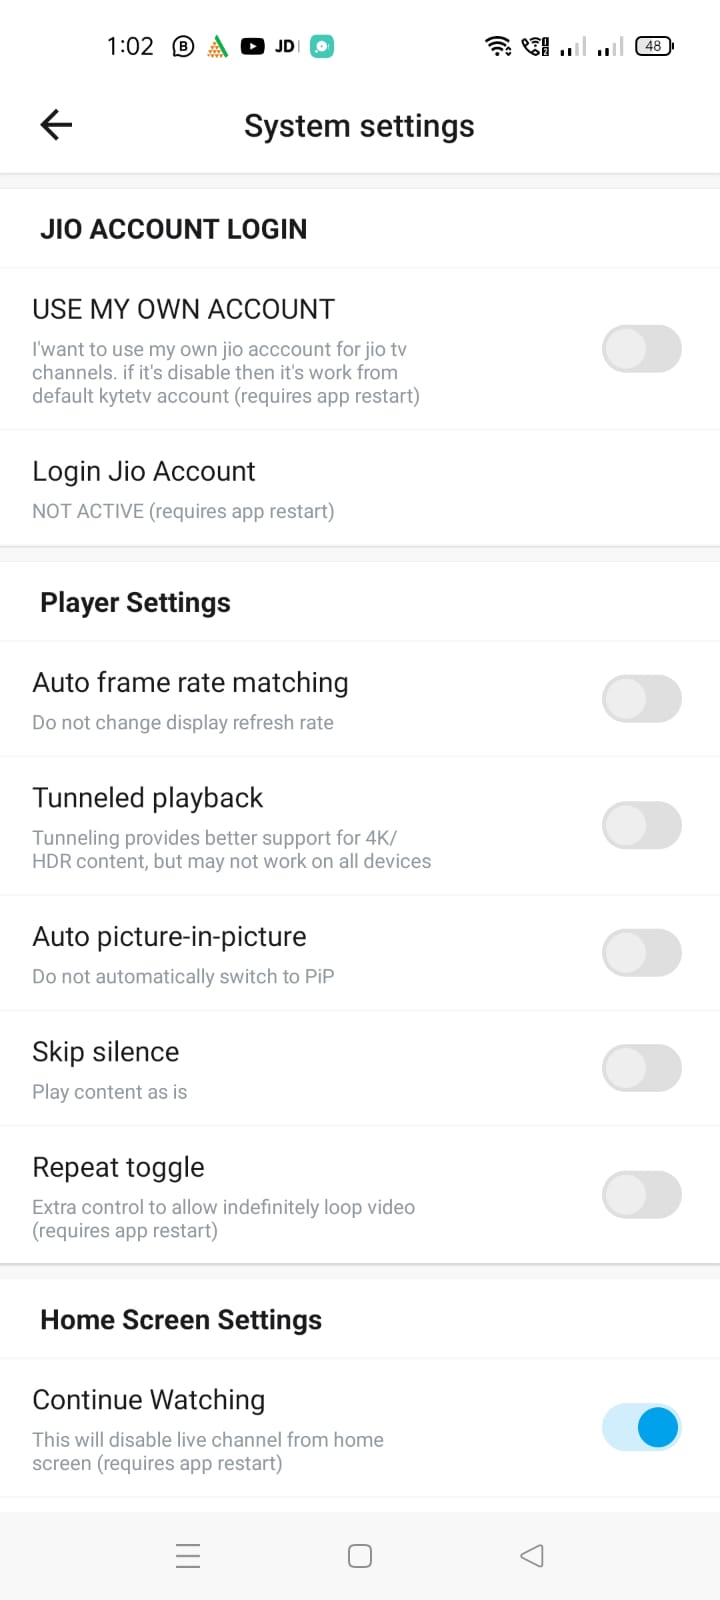 1:02
B
JD
48
System settings
JIO ACCOUNT LOGIN
USE MY OWN ACCOUNT
I'want to use my own jio acccount for jio tv
channels. if it's disable then it's work from
default kytetv account (requires app restart)
Login Jio Account
NOT ACTIVE (requires app restart)
Player Settings
Auto frame rate matching
Do not change display refresh rate
Tunneled playback
Tunneling provides better support for 4K/
HDR content, but may not work on all devices
Auto picture-in-picture
Do not automatically switch to PiP
Skip silence
Play content as is
Repeat toggle
Extra control to allow indefinitely loop video
(requires app restart)
Home Screen Settings
Continue Watching
This will disable live channel from home
screen (requires app restart)